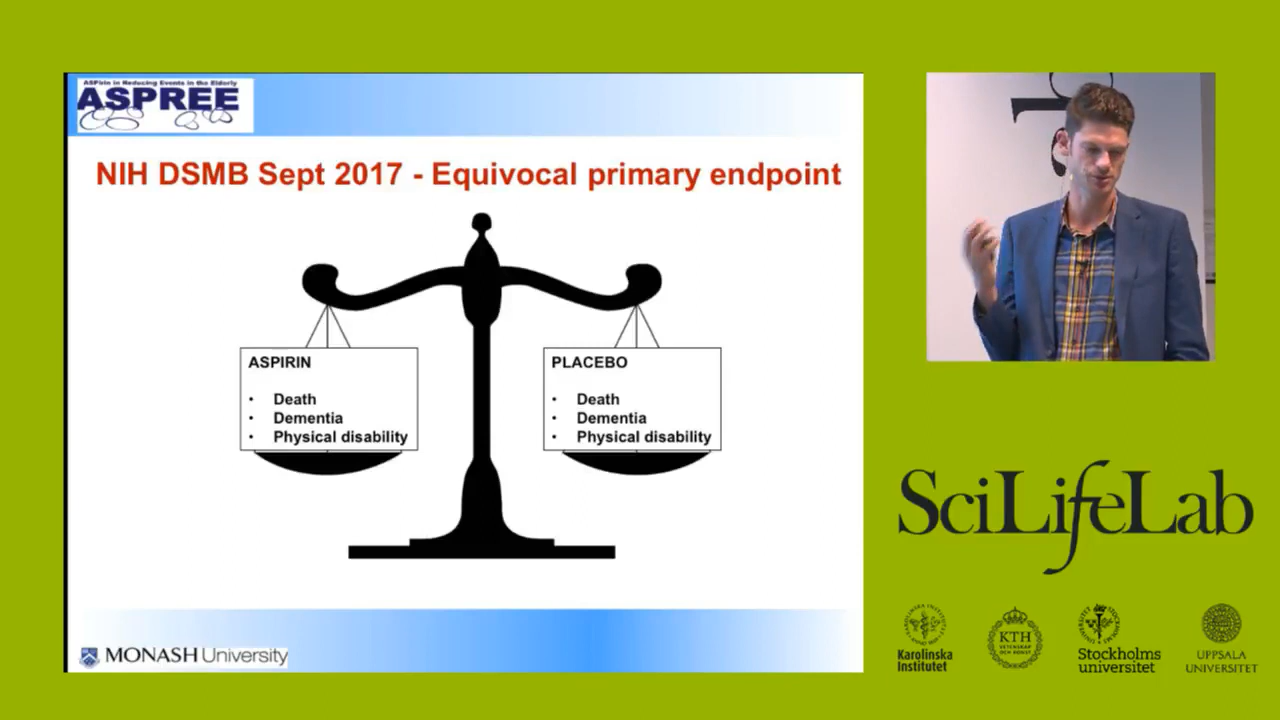 ASPirin in Reducing Events in the Elderly
ASPREE
NIH DSMB Sept 2017 - Equivocal primary endpoint
ASPIRIN
• Death
• Dementia
• Physical disability
PLACEBO
• Death
• Dementia
• Physical disability
MONASH University
SciLifeLab
Karolinska
Institutet
KTH
VETENSKAP
OCH KONST
Stockholms
universitet
UPPSALA
UNIVERSITET